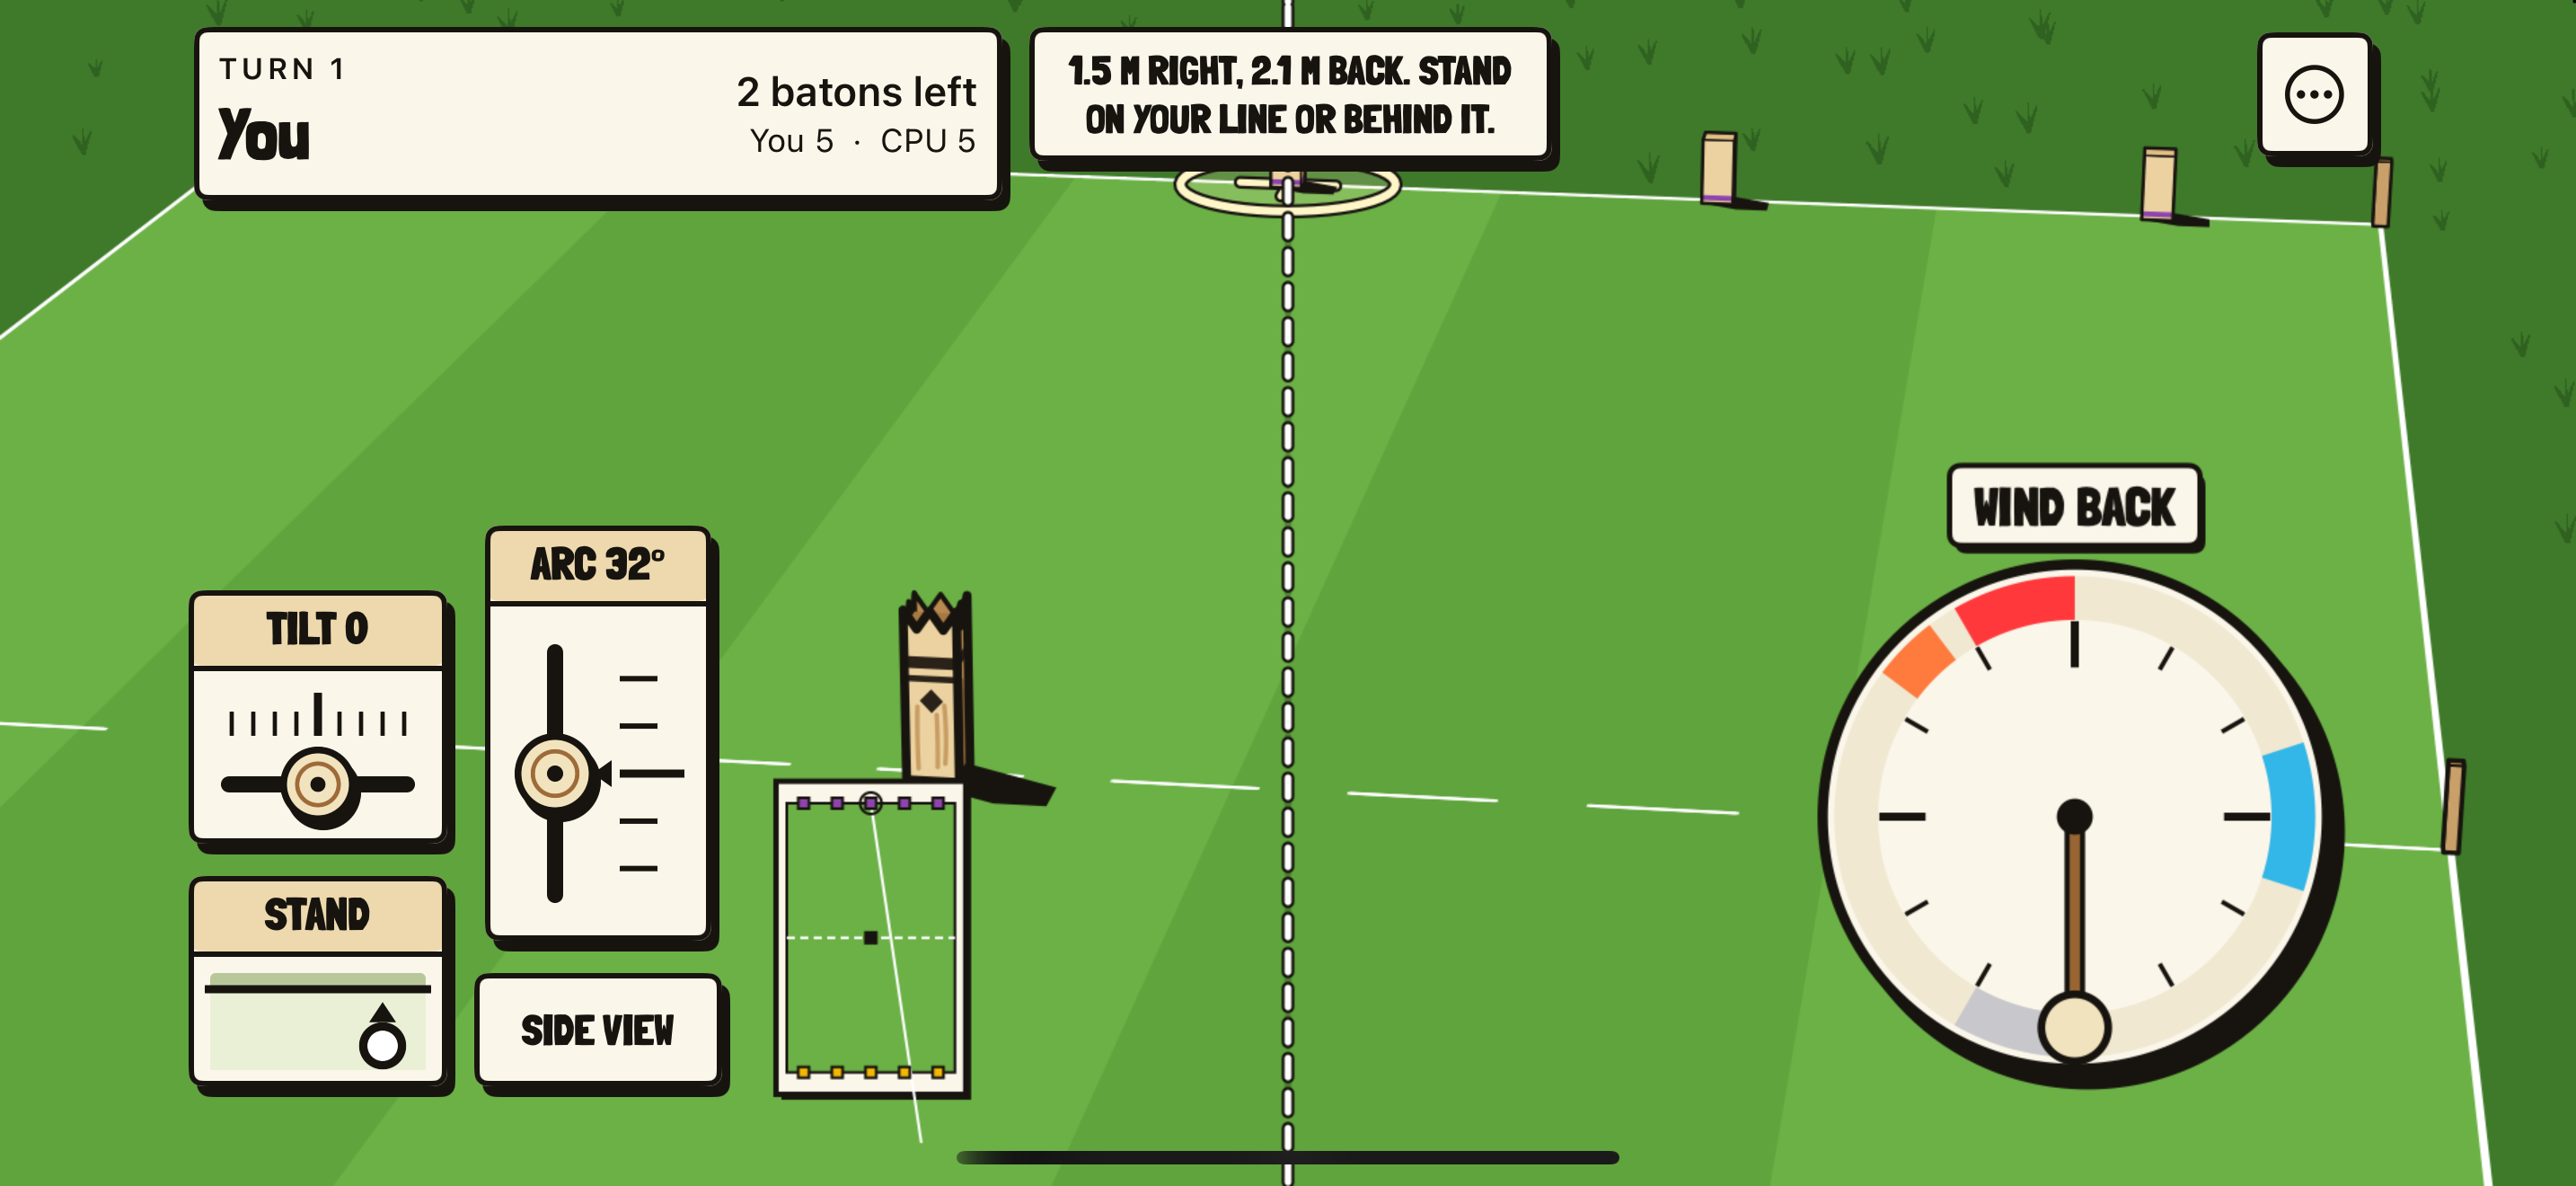 TURN 1
You
2 batons left
You 5 · CPU 5
1.5 M RIGHT, 2.1 M BACK. STAND
ON YOUR LINE OR BEHIND IT.
WIND BACK
ARC 32°
TILT 0
STAND
SIDE VIEW